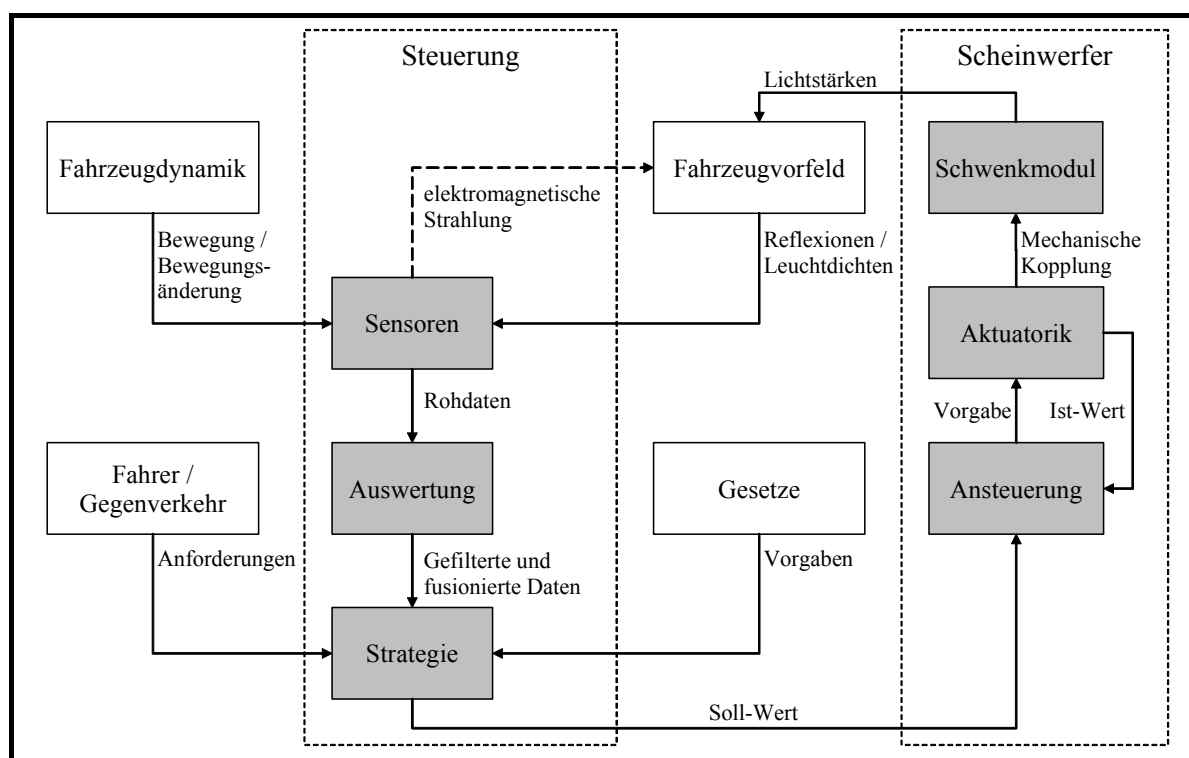 Steuerung
Scheinwerfer
Lichtstärken
Fahrzeugdynamik
Fahrzeugvorfeld
Schwenkmodul
elektromagnetische
Strahlung
Bewegung /
Bewegungs-
änderung
Reflexionen /
Leuchtdichten
Mechanische
Kopplung
Sensoren
Aktuatorik
Rohdaten
Vorgabe
Ist-Wert
Fahrer /
Gegenverkehr
Auswertung
Gesetze
Ansteuerung
Anforderungen
Gefilterte und
fusionierte Daten
Vorgaben
Strategie
Soll-Wert